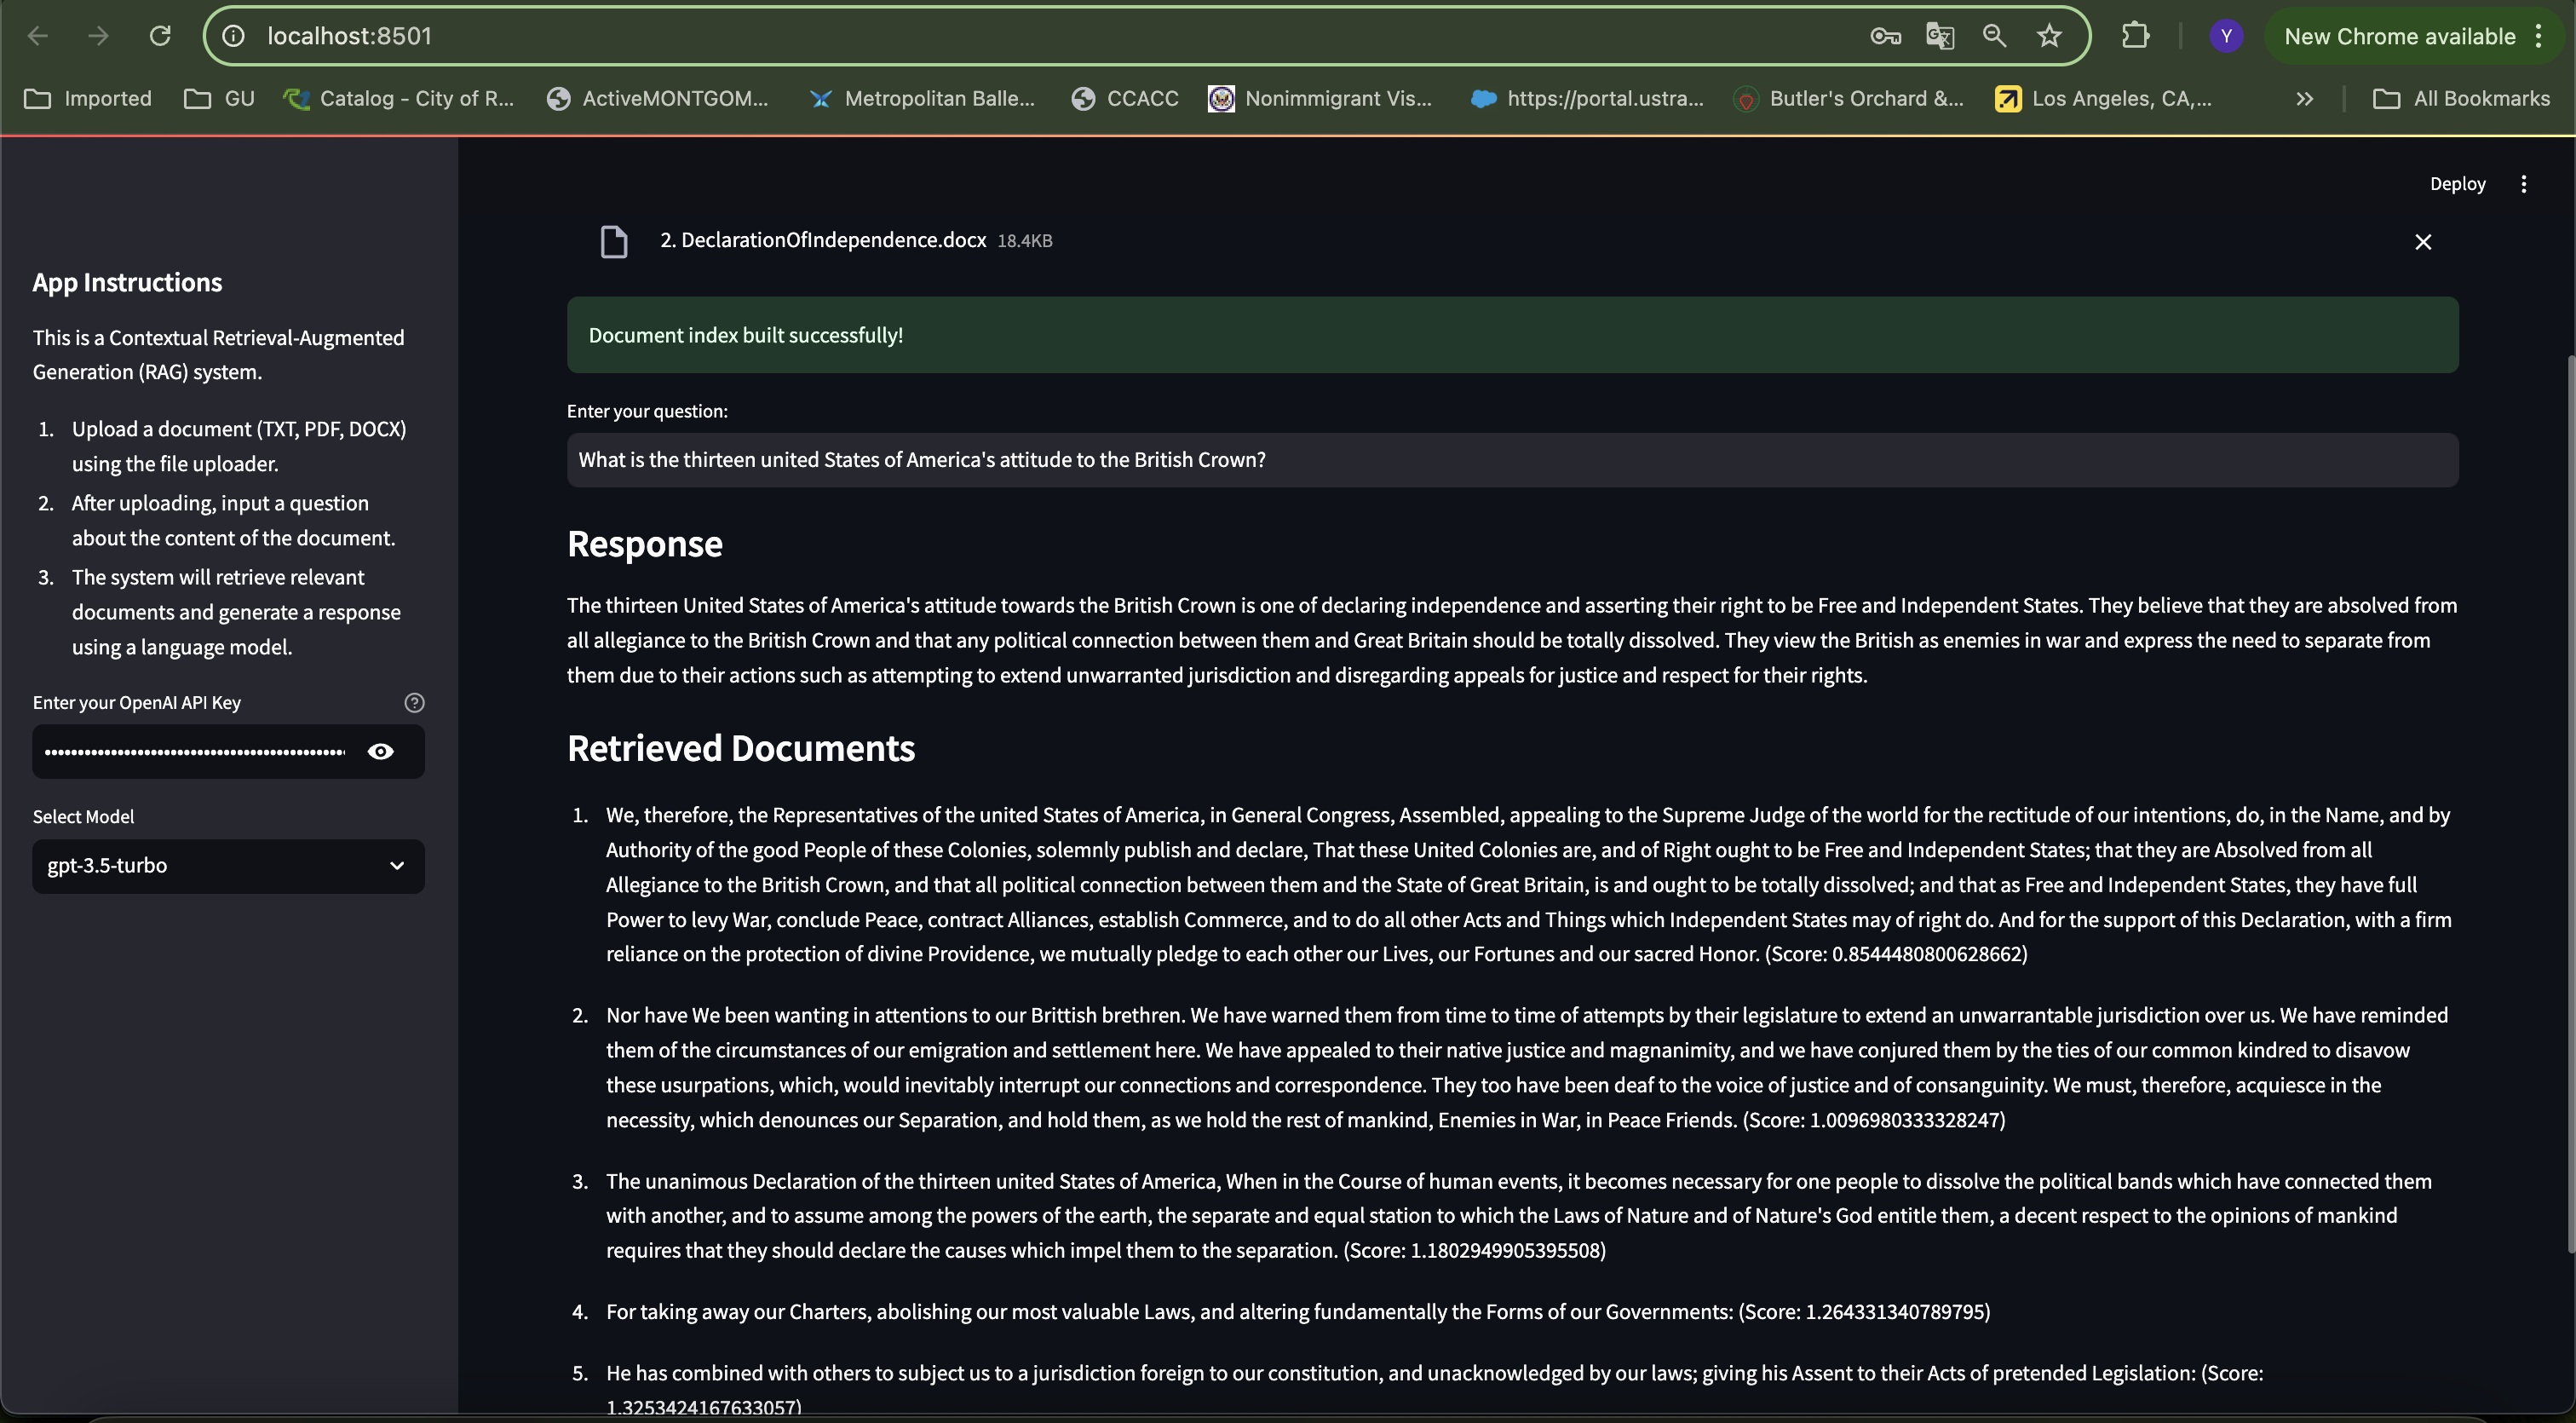 localhost:8501
Y
New Chrome available
Imported
GU
Catalog - City of R...
ActiveMONTGOM...
Metropolitan Balle...
CCACC
Nonimmigrant Vis...
https://portal.ustra...
Butler's Orchard &...
Los Angeles, CA,...
All Bookmarks
Deploy
App Instructions
This is a Contextual Retrieval-Augmented
Generation (RAG) system.
1. Upload a document (TXT, PDF, DOCX)
using the file uploader.
2. After uploading, input a question
about the content of the document.
3. The system will retrieve relevant
documents and generate a response
using a language model.
Enter your OpenAI API Key
Select Model
gpt-3.5-turbo
2. DeclarationOfIndependence.docx 18.4KB
Document index built successfully!
Enter your question:
What is the thirteen united States of America's attitude to the British Crown?
Response
The thirteen United States of America's attitude towards the British Crown is one of declaring independence and asserting their right to be Free and Independent States. They believe that they are absolved from
all allegiance to the British Crown and that any political connection between them and Great Britain should be totally dissolved. They view the British as enemies in war and express the need to separate from
them due to their actions such as attempting to extend unwarranted jurisdiction and disregarding appeals for justice and respect for their rights.
Retrieved Documents
1. We, therefore, the Representatives of the united States of America, in General Congress, Assembled, appealing to the Supreme Judge of the world for the rectitude of our intentions, do, in the Name, and by
Authority of the good People of these Colonies, solemnly publish and declare, That these United Colonies are, and of Right ought to be Free and Independent States; that they are Absolved from all
Allegiance to the British Crown, and that all political connection between them and the State of Great Britain, is and ought to be totally dissolved; and that as Free and Independent States, they have full
Power to levy War, conclude Peace, contract Alliances, establish Commerce, and to do all other Acts and Things which Independent States may of right do. And for the support of this Declaration, with a firm
reliance on the protection of divine Providence, we mutually pledge to each other our Lives, our Fortunes and our sacred Honor. (Score: 0.8544480800628662)
2. Nor have We been wanting in attentions to our Brittish brethren. We have warned them from time to time of attempts by their legislature to extend an unwarrantable jurisdiction over us. We have reminded
them of the circumstances of our emigration and settlement here. We have appealed to their native justice and magnanimity, and we have conjured them by the ties of our common kindred to disavow
these usurpations, which, would inevitably interrupt our connections and correspondence. They too have been deaf to the voice of justice and of consanguinity. We must, therefore, acquiesce in the
necessity, which denounces our Separation, and hold them, as we hold the rest of mankind, Enemies in War, in Peace Friends. (Score: 1.0096980333328247)
3. The unanimous Declaration of the thirteen united States of America, When in the Course of human events, it becomes necessary for one people to dissolve the political bands which have connected them
with another, and to assume among the powers of the earth, the separate and equal station to which the Laws of Nature and of Nature's God entitle them, a decent respect to the opinions of mankind
requires that they should declare the causes which impel them to the separation. (Score: 1.1802949905395508)
4. For taking away our Charters, abolishing our most valuable Laws, and altering fundamentally the Forms of our Governments: (Score: 1.264331340789795)
5. He has combined with others to subject us to a jurisdiction foreign to our constitution, and unacknowledged by our laws; giving his Assent to their Acts of pretended Legislation: (Score:
1.3253424167633057)